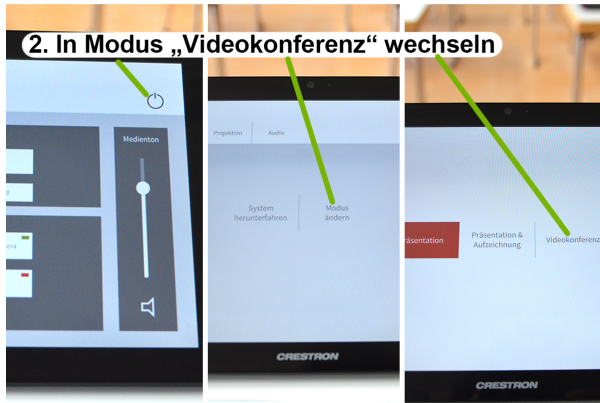 2. In Modus „Videokonferenz“ wechseln
Medienton
Projektion
Audio
System
herunterfahren
Modus
ändern
CRESTRON
räsentation
Präsentation &
Aufzeichnung
Videokonferenz
CRESTRON